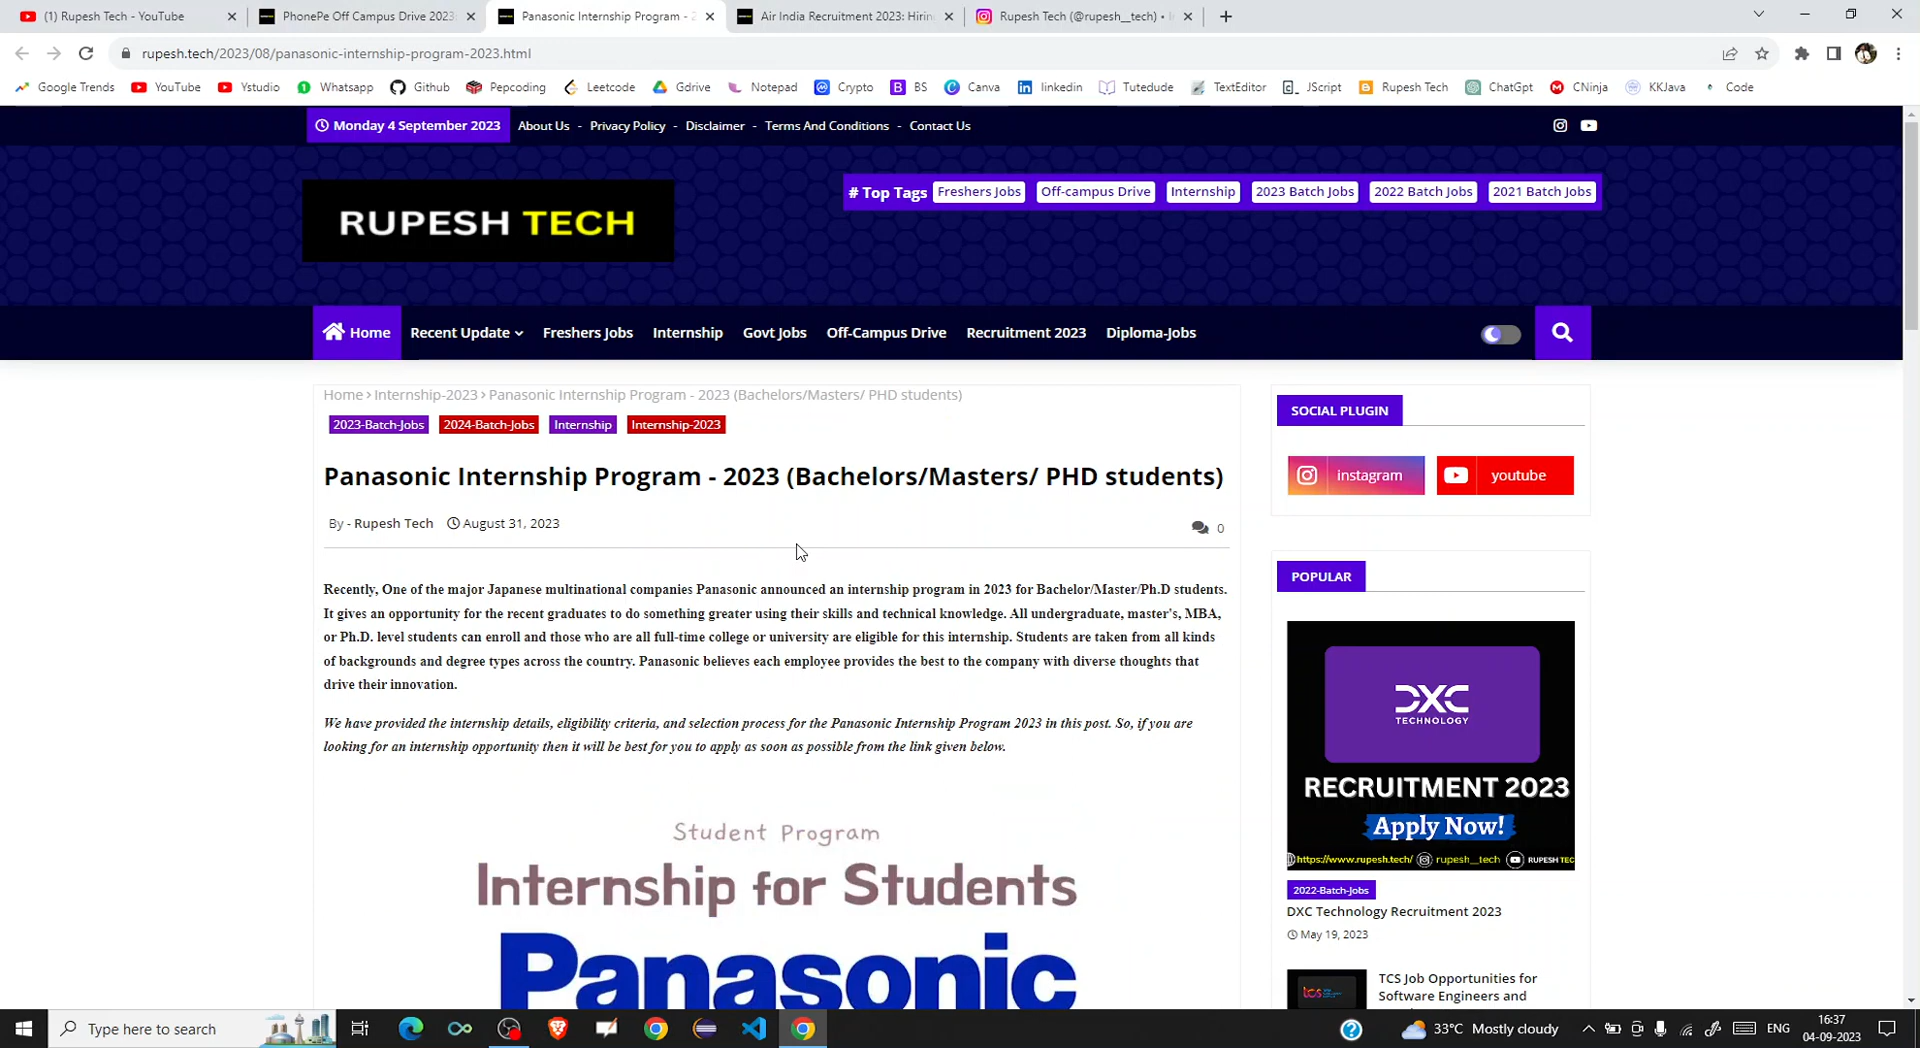 (1) Rupesh Tech - YouTube
PhonePe Off Campus Drive 2023
Panasonic Internship Program - 2
Air India Recruitment 2023: Hirin
Rupesh Tech (@rupesh__tech) •
rupesh.tech/2023/08/panasonic-internship-program-2023.html
Google Trends YouTube Ystudio Whatsapp Github Pepcoding Leetcode Gdrive Notepad Crypto BS Canva linkedin Tutedude TextEditor JScript Rupesh Tech ChatGpt CNinja KKJava Code
Monday 4 September 2023 About Us - Privacy Policy - Disclaimer - Terms And Conditions - Contact Us
# Top Tags Freshers Jobs Off-campus Drive Internship 2023 Batch Jobs 2022 Batch Jobs 2021 Batch Jobs
RUPESH TECH
Home Recent Update Freshers Jobs Internship Govt Jobs Off-Campus Drive Recruitment 2023 Diploma-Jobs
Home › Internship-2023 › Panasonic Internship Program - 2023 (Bachelors/Masters/ PHD students)
2023-Batch-Jobs 2024-Batch-Jobs Internship Internship-2023
Panasonic Internship Program - 2023 (Bachelors/Masters/ PHD students)
By - Rupesh Tech August 31, 2023
0
Recently, One of the major Japanese multinational companies Panasonic announced an internship program in 2023 for Bachelor/Master/Ph.D students.
It gives an opportunity for the recent graduates to do something greater using their skills and technical knowledge. All undergraduate, master's, MBA,
or Ph.D. level students can enroll and those who are all full-time college or university are eligible for this internship. Students are taken from all kinds
of backgrounds and degree types across the country. Panasonic believes each employee provides the best to the company with diverse thoughts that
drive their innovation.
We have provided the internship details, eligibility criteria, and selection process for the Panasonic Internship Program 2023 in this post. So, if you are
looking for an internship opportunity then it will be best for you to apply as soon as possible from the link given below.
Student Program
Internship for Students
Panasonic
SOCIAL PLUGIN
instagram
youtube
POPULAR
DXC
TECHNOLOGY
RECRUITMENT 2023
Apply Now!
https://www.rupesh.tech/ rupesh__tech RUPESH TEC
2022-Batch-Jobs
DXC Technology Recruitment 2023
May 19, 2023
tcs
TCS Job Opportunities for
Software Engineers and
Type here to search
33°C Mostly cloudy
ENG
16:37
04-09-2023